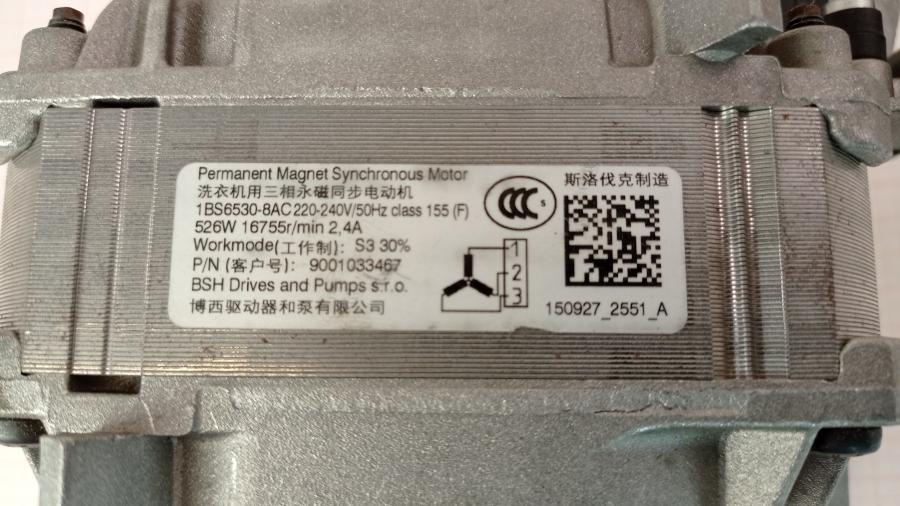 Permanent Magnet Synchronous Motor
洗衣机用三相永磁同步电动机
1BS6530-8AC 220-240V/50Hz class 155 (F)
526W 16755r/min 2,4A
Workmode(工作制): S3 30%
P/N (客户号): 9001033467
BSH Drives and Pumps s.r.o.
博西驱动器和泵有限公司
CCC S
斯洛伐克制造
1
2
3
150927_2551_A